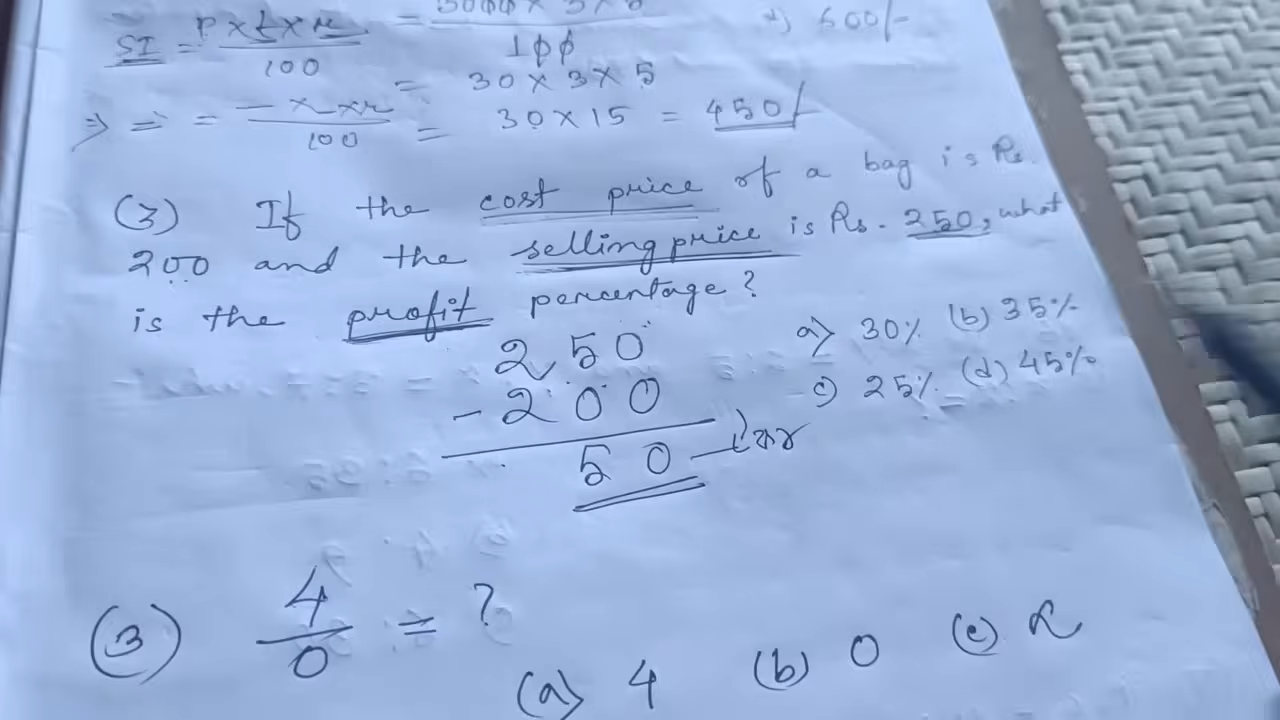 SI = P×t×r/100 = 3000×3×5/100 d) 600/-
= 30×3×5
⇒ = = — × ×r/100 = 30×15 = 450/
(3) If the cost price of a bag is Rs.
200 and the selling price is Rs. 250, what
is the profit percentage?
a) 30% (b) 35%
c) 25% (d) 45%
250
- 200
50
(3) 4/0 = ?
(a) 4 (b) 0 (c)